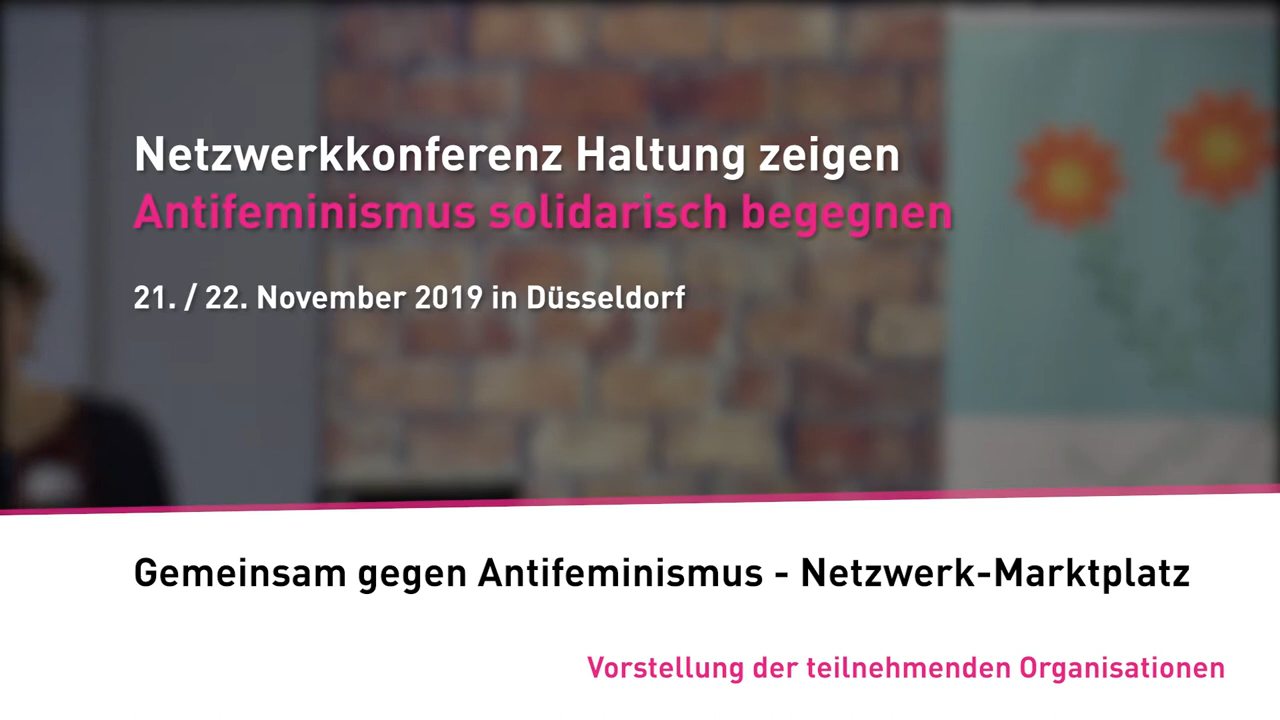 Netzwerkkonferenz Haltung zeigen
Antifeminismus solidarisch begegnen
21. / 22. November 2019 in Düsseldorf
Gemeinsam gegen Antifeminismus - Netzwerk-Marktplatz
Vorstellung der teilnehmenden Organisationen